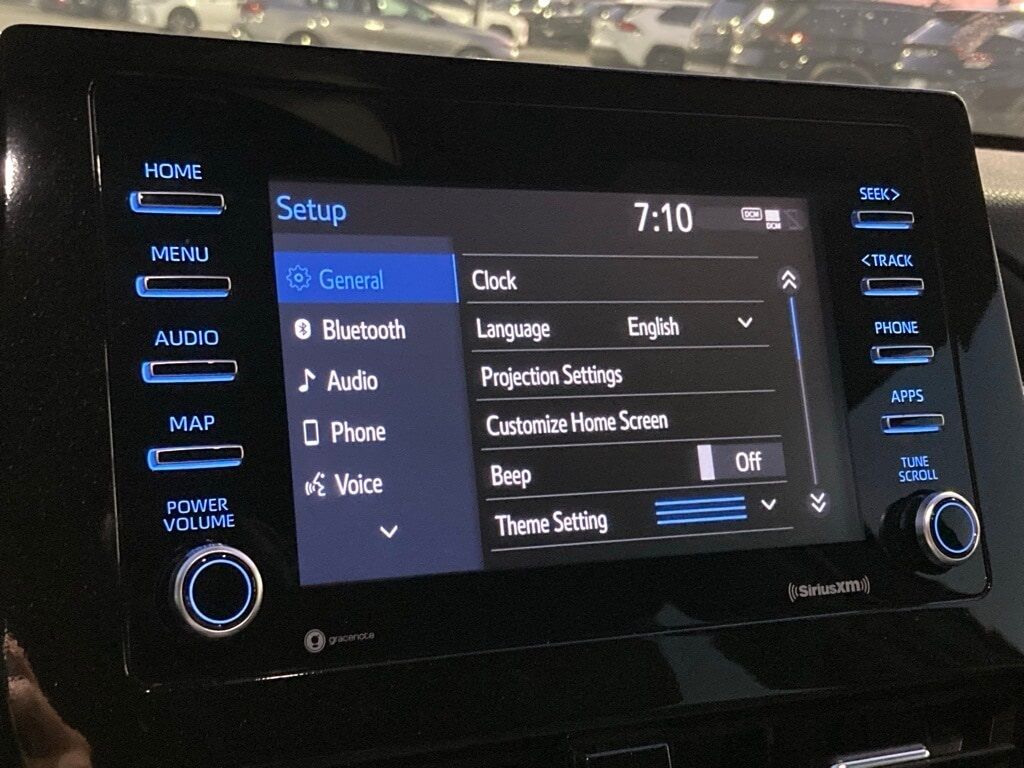 HOME
MENU
AUDIO
MAP
POWER
VOLUME
Setup
7:10
DCM
DCM
General
Bluetooth
Audio
Phone
Voice
Clock
Language English
Projection Settings
Customize Home Screen
Beep Off
Theme Setting
SEEK>
<TRACK
PHONE
APPS
TUNE
SCROLL
gracenote
SiriusXM